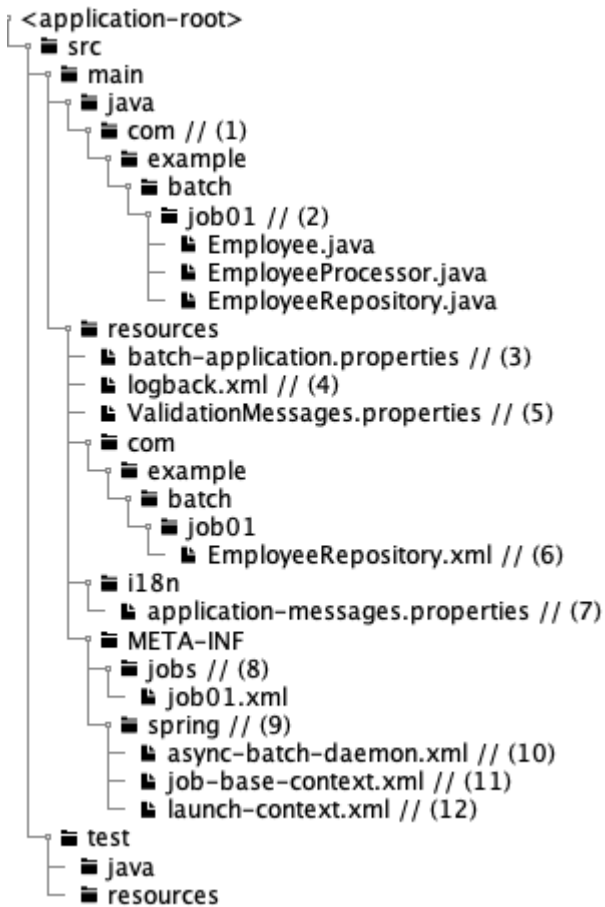 <application-root>
src
main
java
com // (1)
example
batch
job01 // (2)
Employee.java
EmployeeProcessor.java
EmployeeRepository.java
resources
batch-application.properties // (3)
logback.xml // (4)
ValidationMessages.properties // (5)
com
example
batch
job01
EmployeeRepository.xml // (6)
i18n
application-messages.properties // (7)
META-INF
jobs // (8)
job01.xml
spring // (9)
async-batch-daemon.xml // (10)
job-base-context.xml // (11)
launch-context.xml // (12)
test
java
resources